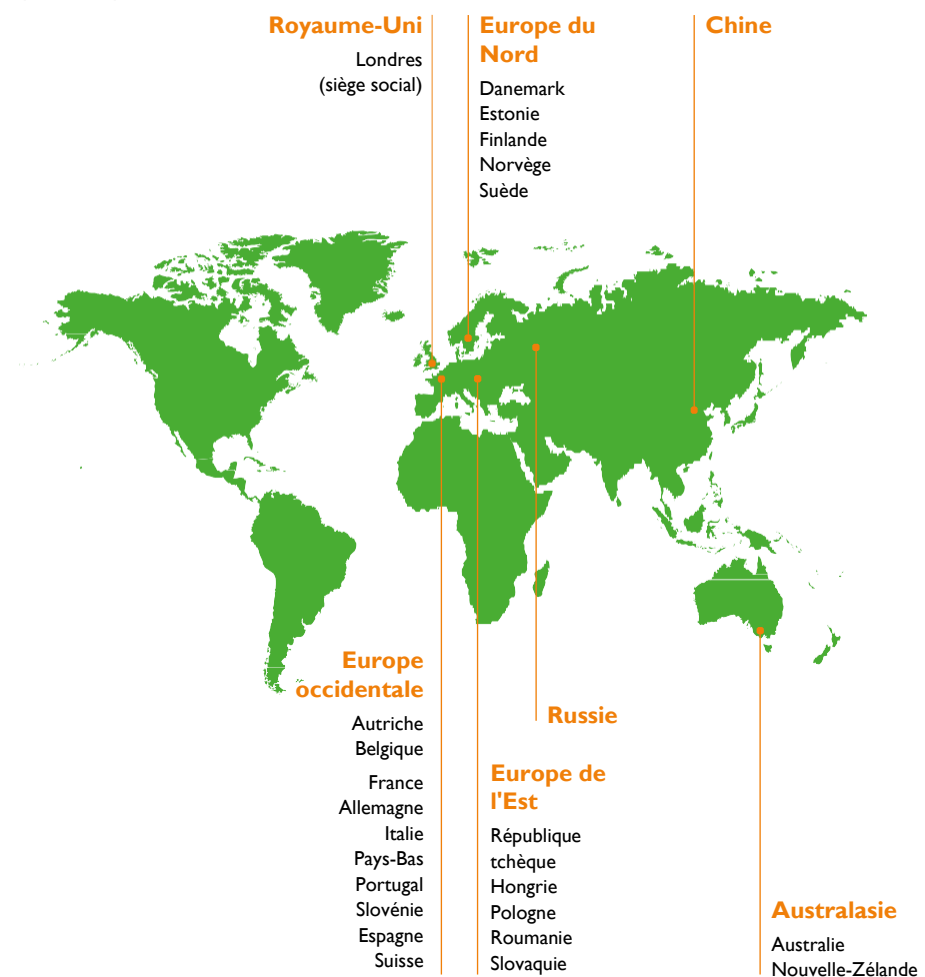 Royaume-Uni
Londres
(siège social)
Europe du
Nord
Danemark
Estonie
Finlande
Norvège
Suède
Chine
Europe
occidentale
Autriche
Belgique
France
Allemagne
Italie
Pays-Bas
Portugal
Slovénie
Espagne
Suisse
Russie
Europe de
l'Est
République
tchèque
Hongrie
Pologne
Roumanie
Slovaquie
Australasie
Australie
Nouvelle-Zélande